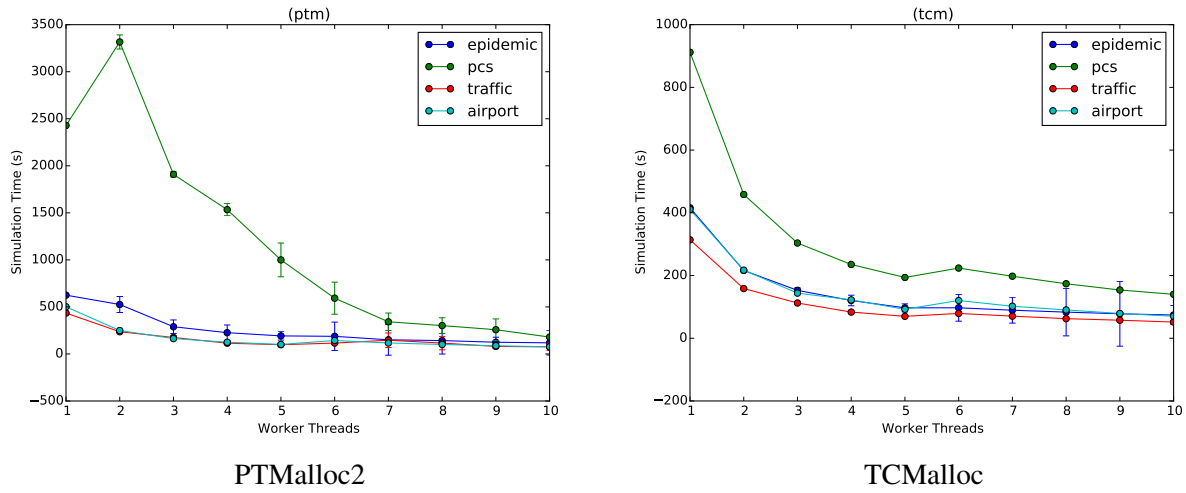 (ptm)
3500
3000
2500
2000
1500
1000
500
0
−500
Simulation Time (s)
1 2 3 4 5 6 7 8 9 10
Worker Threads
epidemic
pcs
traffic
airport
PTMalloc2
(tcm)
1000
800
600
400
200
0
−200
Simulation Time (s)
1 2 3 4 5 6 7 8 9 10
Worker Threads
epidemic
pcs
traffic
airport
TCMalloc